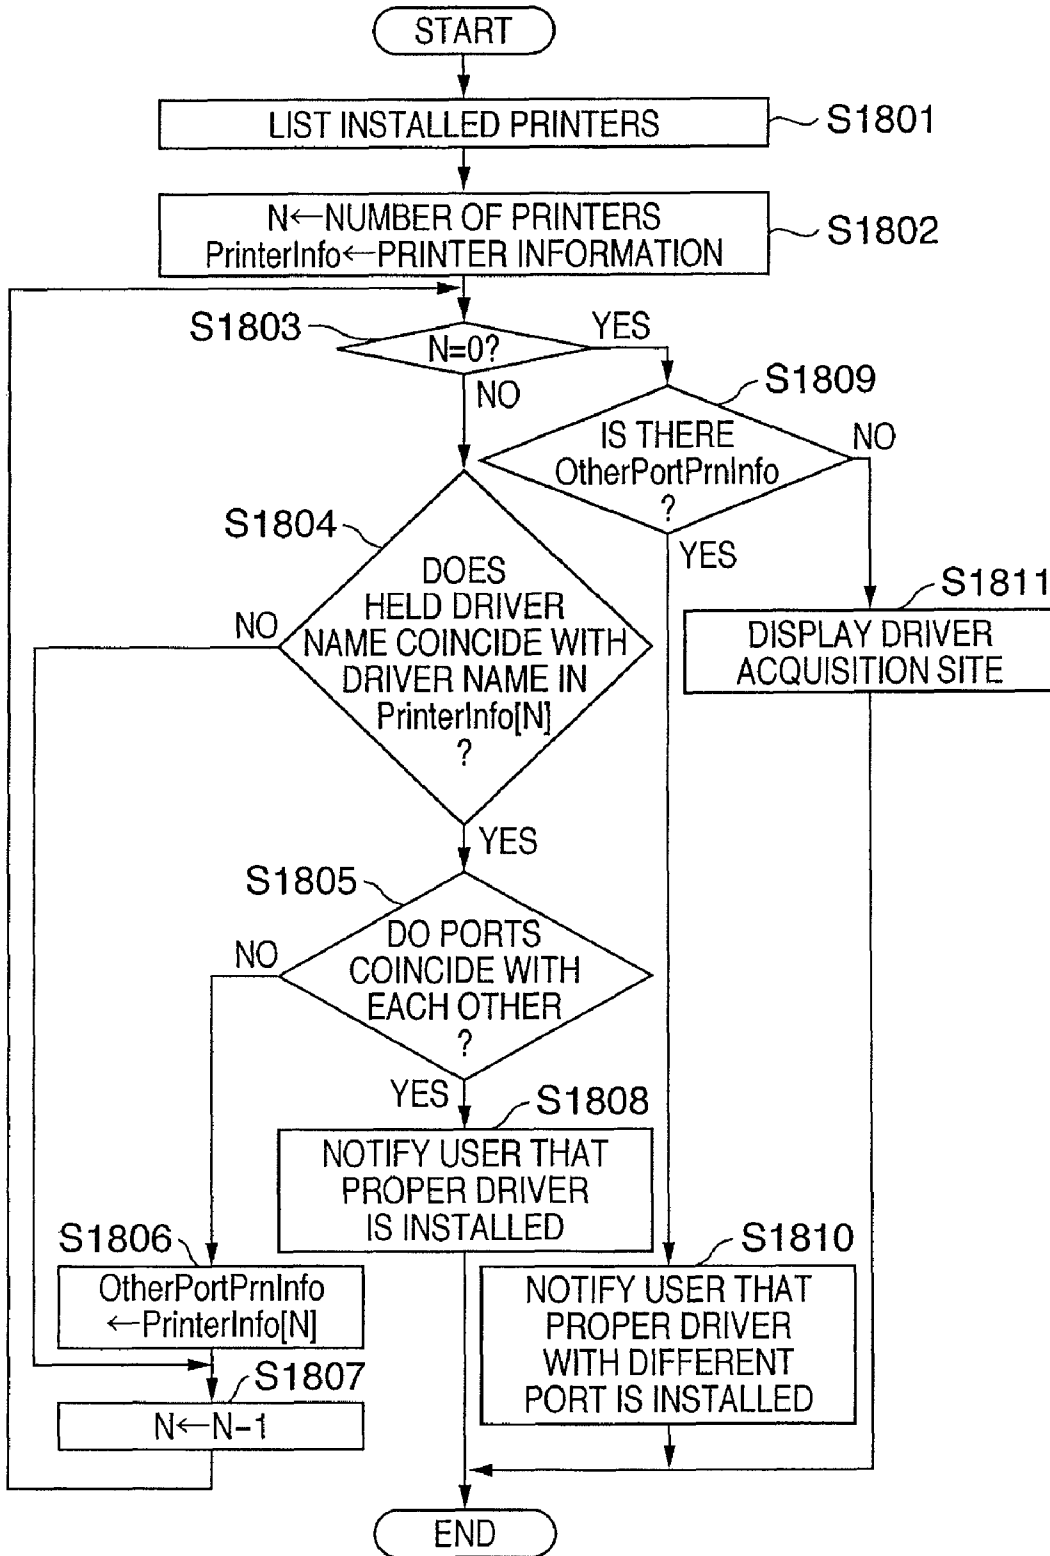 START
LIST INSTALLED PRINTERS
S1801
N←NUMBER OF PRINTERS
PrinterInfo←PRINTER INFORMATION
S1802
S1803
N=0?
YES
NO
S1809
IS THERE
OtherPortPrnInfo
?
NO
YES
S1804
DOES
HELD DRIVER
NAME COINCIDE WITH
DRIVER NAME IN
PrinterInfo[N]
?
NO
YES
S1811
DISPLAY DRIVER
ACQUISITION SITE
S1805
DO PORTS
COINCIDE WITH
EACH OTHER
?
NO
YES
S1808
NOTIFY USER THAT
PROPER DRIVER
IS INSTALLED
S1806
OtherPortPrnInfo
←PrinterInfo[N]
S1810
NOTIFY USER THAT
PROPER DRIVER
WITH DIFFERENT
PORT IS INSTALLED
S1807
N←N−1
END